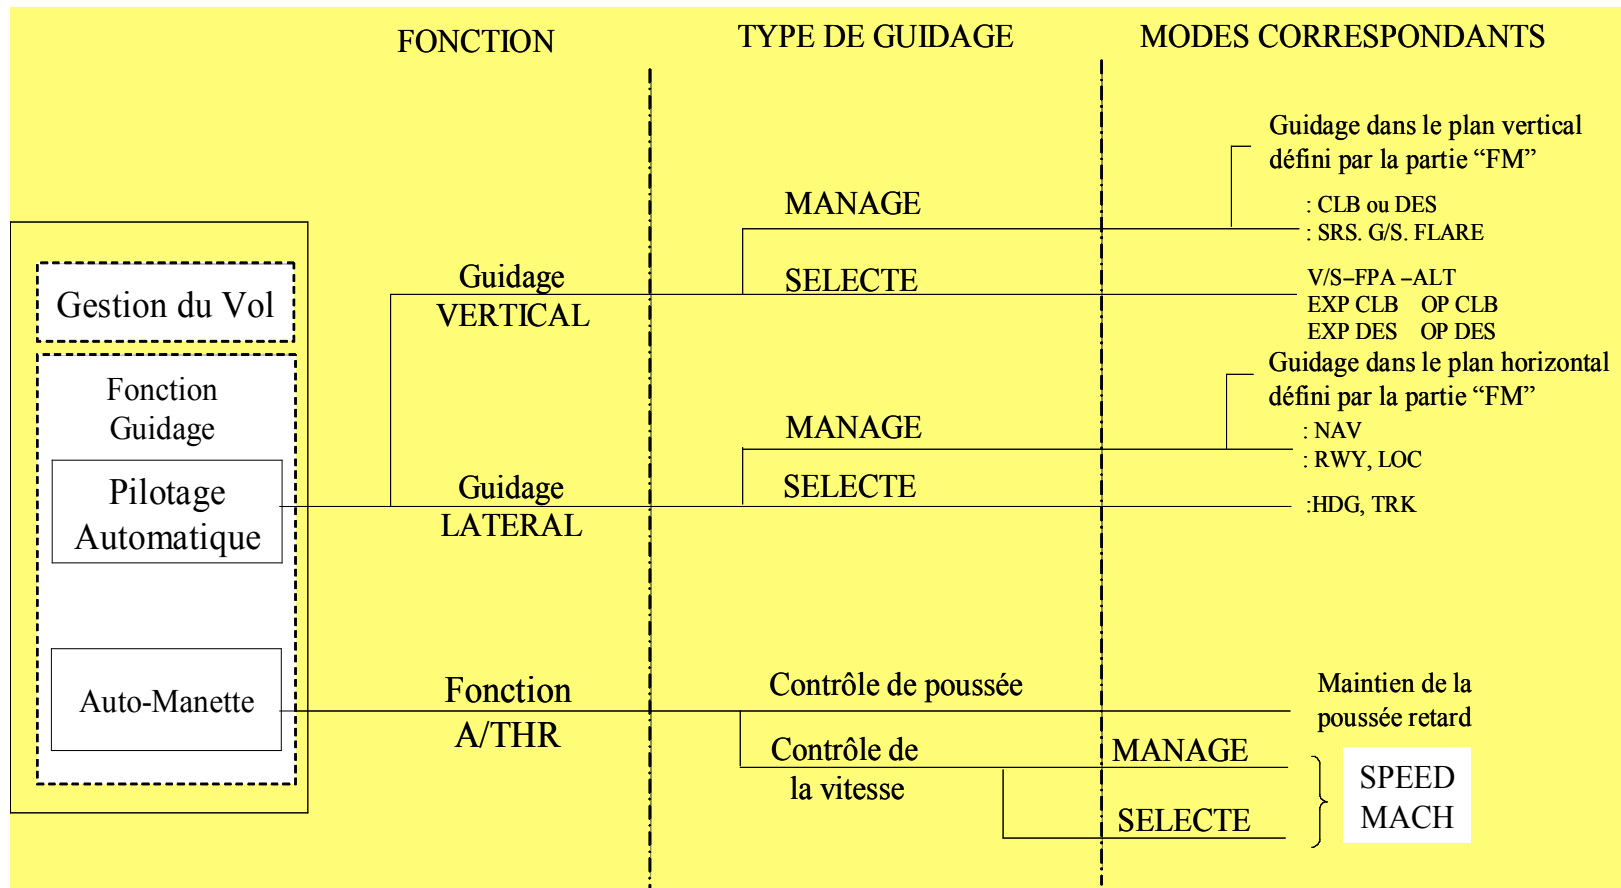 FONCTION
TYPE DE GUIDAGE
MODES CORRESPONDANTS
Gestion du Vol
Fonction
Guidage
Pilotage
Automatique
Auto-Manette
Guidage
VERTICAL
MANAGE
SELECTE
Guidage dans le plan vertical
défini par la partie “FM”
: CLB ou DES
: SRS. G/S. FLARE
V/S–FPA –ALT
EXP CLB OP CLB
EXP DES OP DES
Guidage
LATERAL
MANAGE
SELECTE
Guidage dans le plan horizontal
défini par la partie “FM”
: NAV
: RWY, LOC
:HDG, TRK
Fonction
A/THR
Contrôle de poussée
Maintien de la
poussée retard
Contrôle de
la vitesse
MANAGE
SELECTE
SPEED
MACH